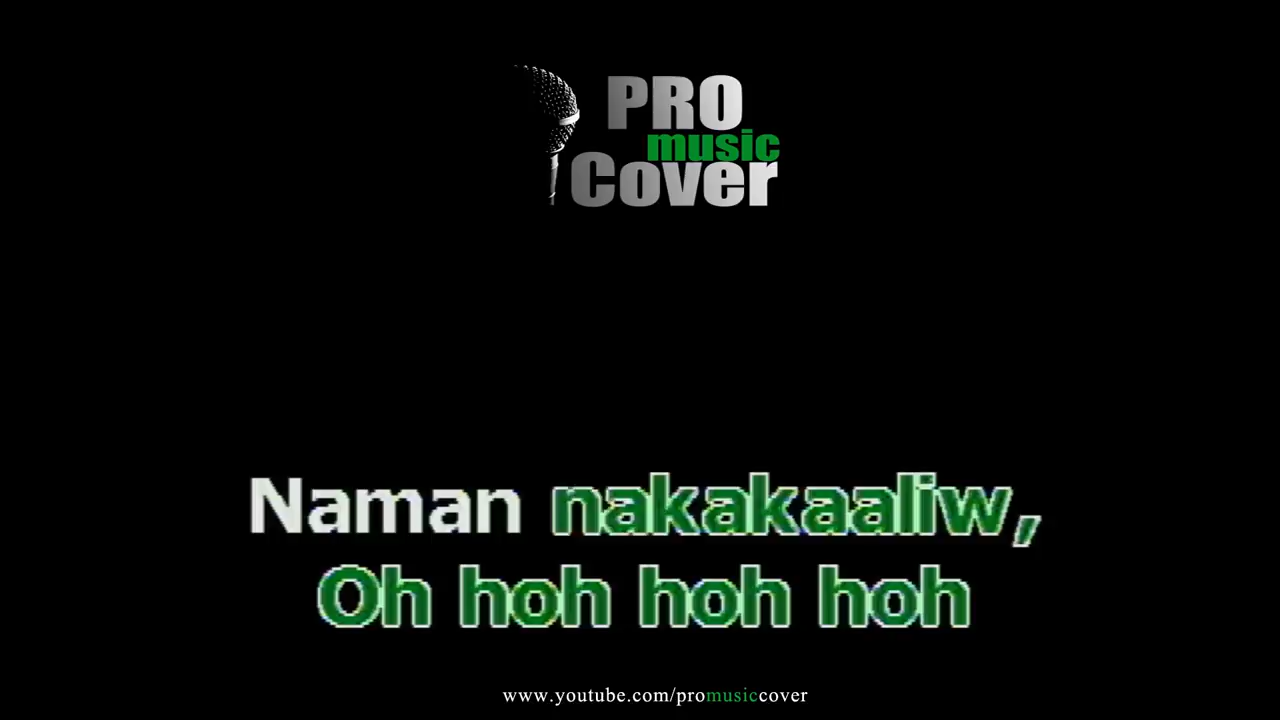 PRO
music
Cover
Naman nakakaaliw,
Oh hoh hoh hoh
www.youtube.com/promusiccover